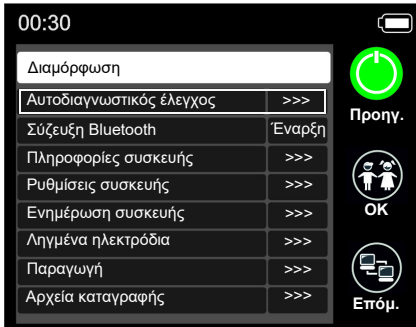 00:30
Διαμόρφωση
Αυτοδιαγνωστικός έλεγχος >>>
Σύζευξη Bluetooth Έναρξη
Πληροφορίες συσκευής >>>
Ρυθμίσεις συσκευής >>>
Ενημέρωση συσκευής >>>
Ληγμένα ηλεκτρόδια >>>
Παραγωγή >>>
Αρχεία καταγραφής >>>
Προηγ.
OK
Επόμ.